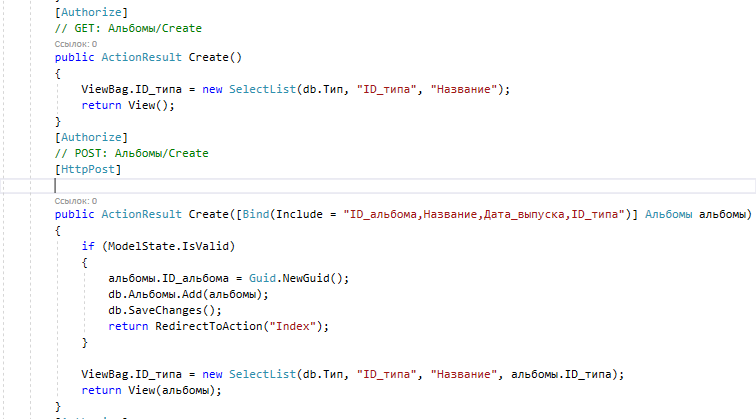 }
[Authorize]
// GET: Альбомы/Create
Ссылок: 0
public ActionResult Create()
{
ViewBag.ID_типа = new SelectList(db.Тип, "ID_типа", "Название");
return View();
}
[Authorize]
// POST: Альбомы/Create
[HttpPost]
Ссылок: 0
public ActionResult Create([Bind(Include = "ID_альбома,Название,Дата_выпуска,ID_типа")] Альбомы альбомы)
{
if (ModelState.IsValid)
{
альбомы.ID_альбома = Guid.NewGuid();
db.Альбомы.Add(альбомы);
db.SaveChanges();
return RedirectToAction("Index");
}
ViewBag.ID_типа = new SelectList(db.Тип, "ID_типа", "Название", альбомы.ID_типа);
return View(альбомы);
}